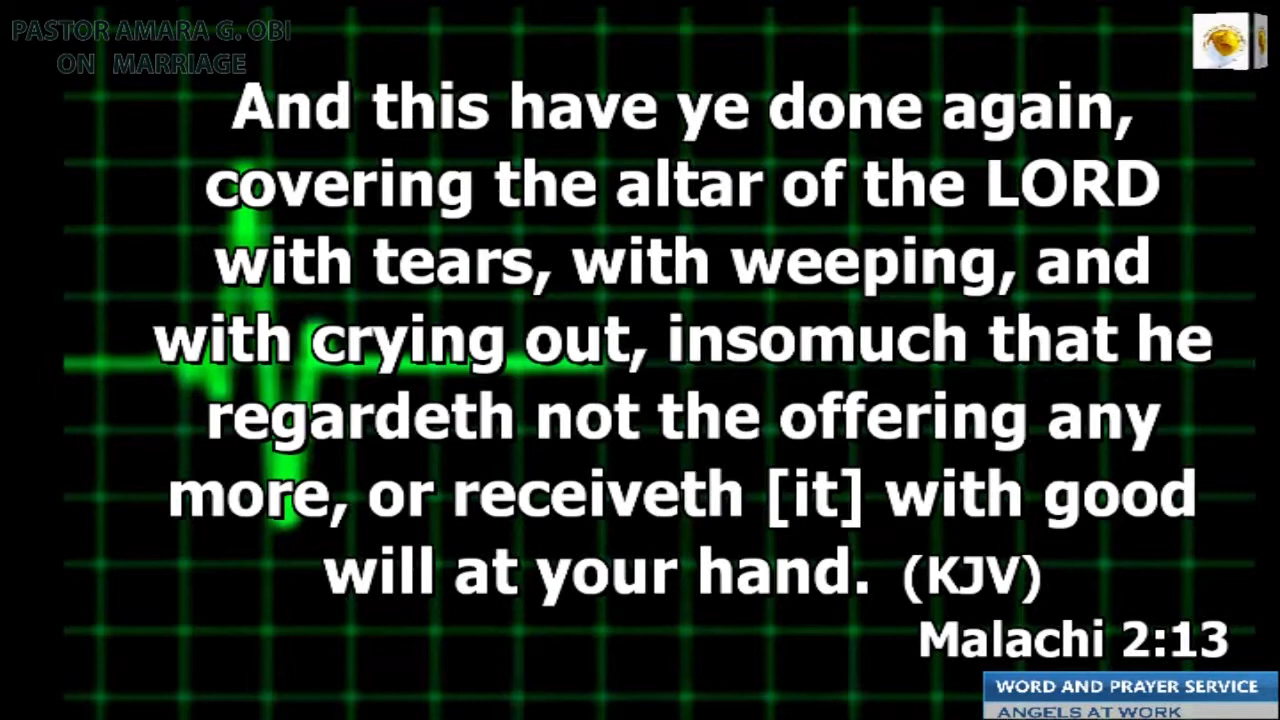 PASTOR AMARA G. OBI
ON MARRIAGE
And this have ye done again,
covering the altar of the LORD
with tears, with weeping, and
with crying out, insomuch that he
regardeth not the offering any
more, or receiveth [it] with good
will at your hand. (KJV)
Malachi 2:13
WORD AND PRAYER SERVICE
ANGELS AT WORK